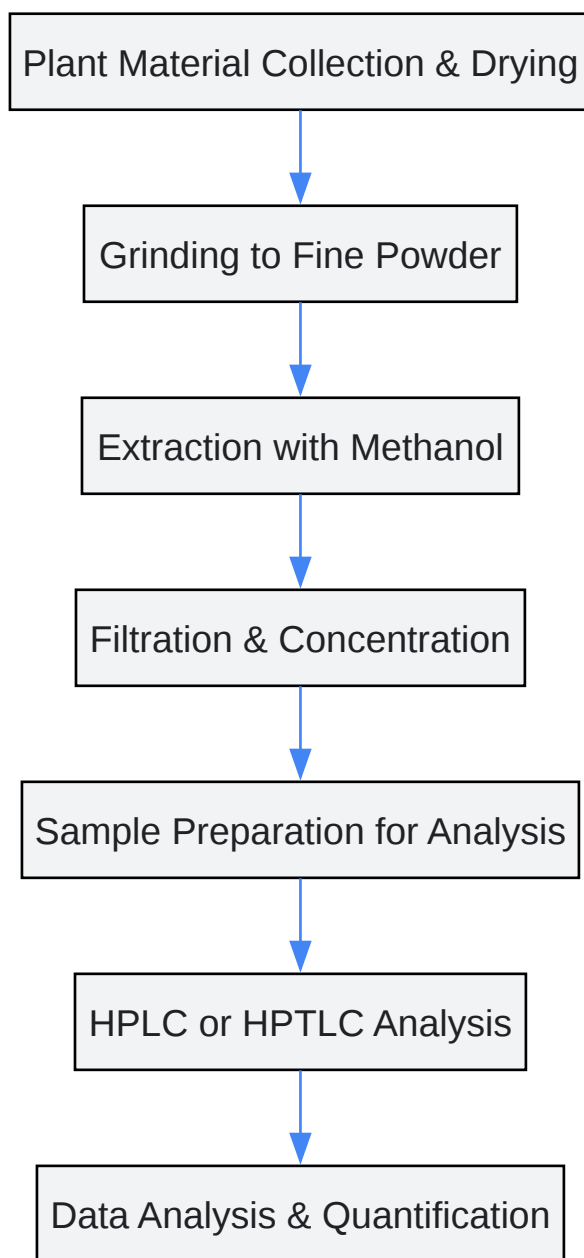 Plant Material Collection & Drying
Grinding to Fine Powder
Extraction with Methanol
Filtration & Concentration
Sample Preparation for Analysis
HPLC or HPTLC Analysis
Data Analysis & Quantification